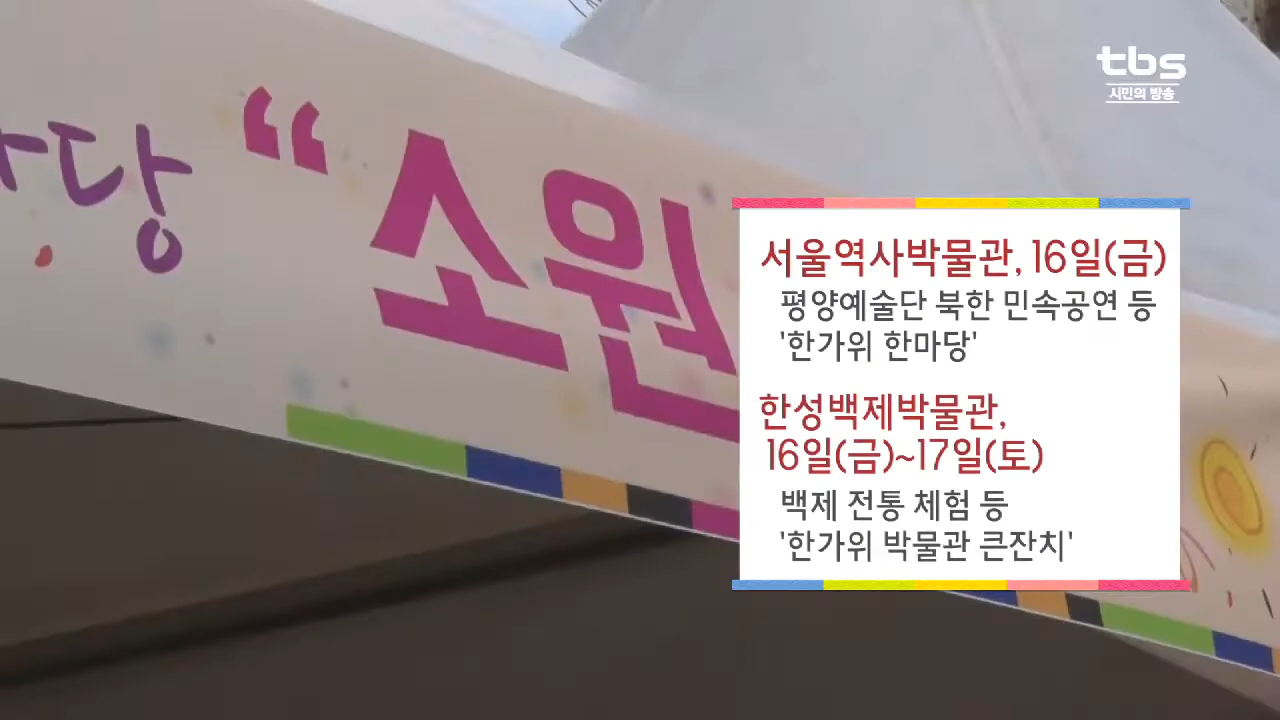 tbs
시민의 방송
당 “소원
서울역사박물관, 16일(금)
평양예술단 북한 민속공연 등
'한가위 한마당'
한성백제박물관,
16일(금)~17일(토)
백제 전통 체험 등
'한가위 박물관 큰잔치'